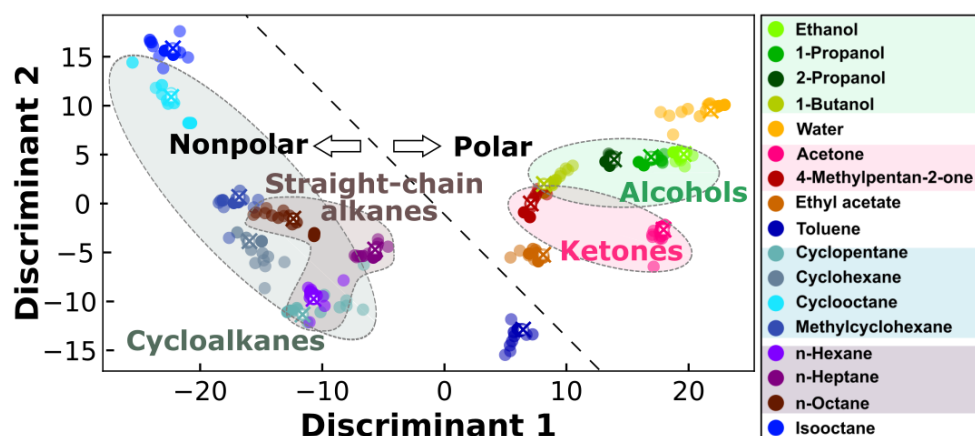 Discriminant 2
15
10
5
0
−5
−10
−15
Nonpolar
Polar
Straight-chain
alkanes
Alcohols
Ketones
Cycloalkanes
−20
−10
0
10
20
Discriminant 1
Ethanol
1-Propanol
2-Propanol
1-Butanol
Water
Acetone
4-Methylpentan-2-one
Ethyl acetate
Toluene
Cyclopentane
Cyclohexane
Cyclooctane
Methylcyclohexane
n-Hexane
n-Heptane
n-Octane
Isooctane